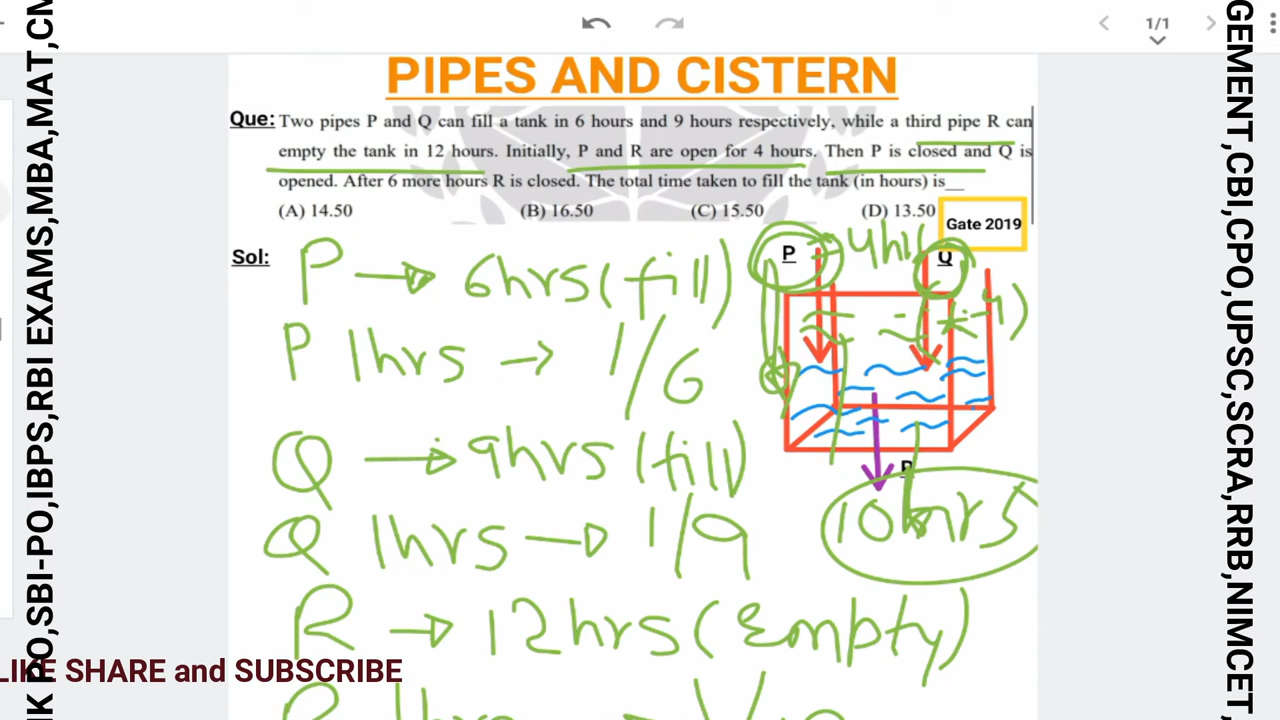 1/1
PIPES AND CISTERN
Que: Two pipes P and Q can fill a tank in 6 hours and 9 hours respectively, while a third pipe R can
empty the tank in 12 hours. Initially, P and R are open for 4 hours. Then P is closed and Q is
opened. After 6 more hours R is closed. The total time taken to fill the tank (in hours) is__
(A) 14.50 (B) 16.50 (C) 15.50 (D) 13.50
Gate 2019
Sol:
P → 6hrs (fill)
P 1hrs → 1/6
Q → 9hrs (fill)
Q 1hrs → 1/9
R → 12hrs (Empty)
P
Q
10hrs
LIKE SHARE and SUBSCRIBE
PO,SBI-PO,IBPS,RBI EXAMS,MBA,MAT,
GEMENT,CBI,CPO,UPSC,SCRA,RRB,NIMCET,